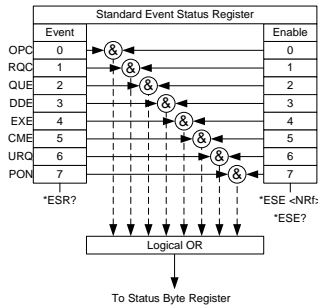 Standard Event Status Register
Event Enable
OPC 0 & 0
RQC 1 & 1
QUE 2 & 2
DDE 3 & 3
EXE 4 & 4
CME 5 & 5
URQ 6 & 6
PON 7 & 7
*ESR? *ESE <NRf>
*ESE?
Logical OR
To Status Byte Register